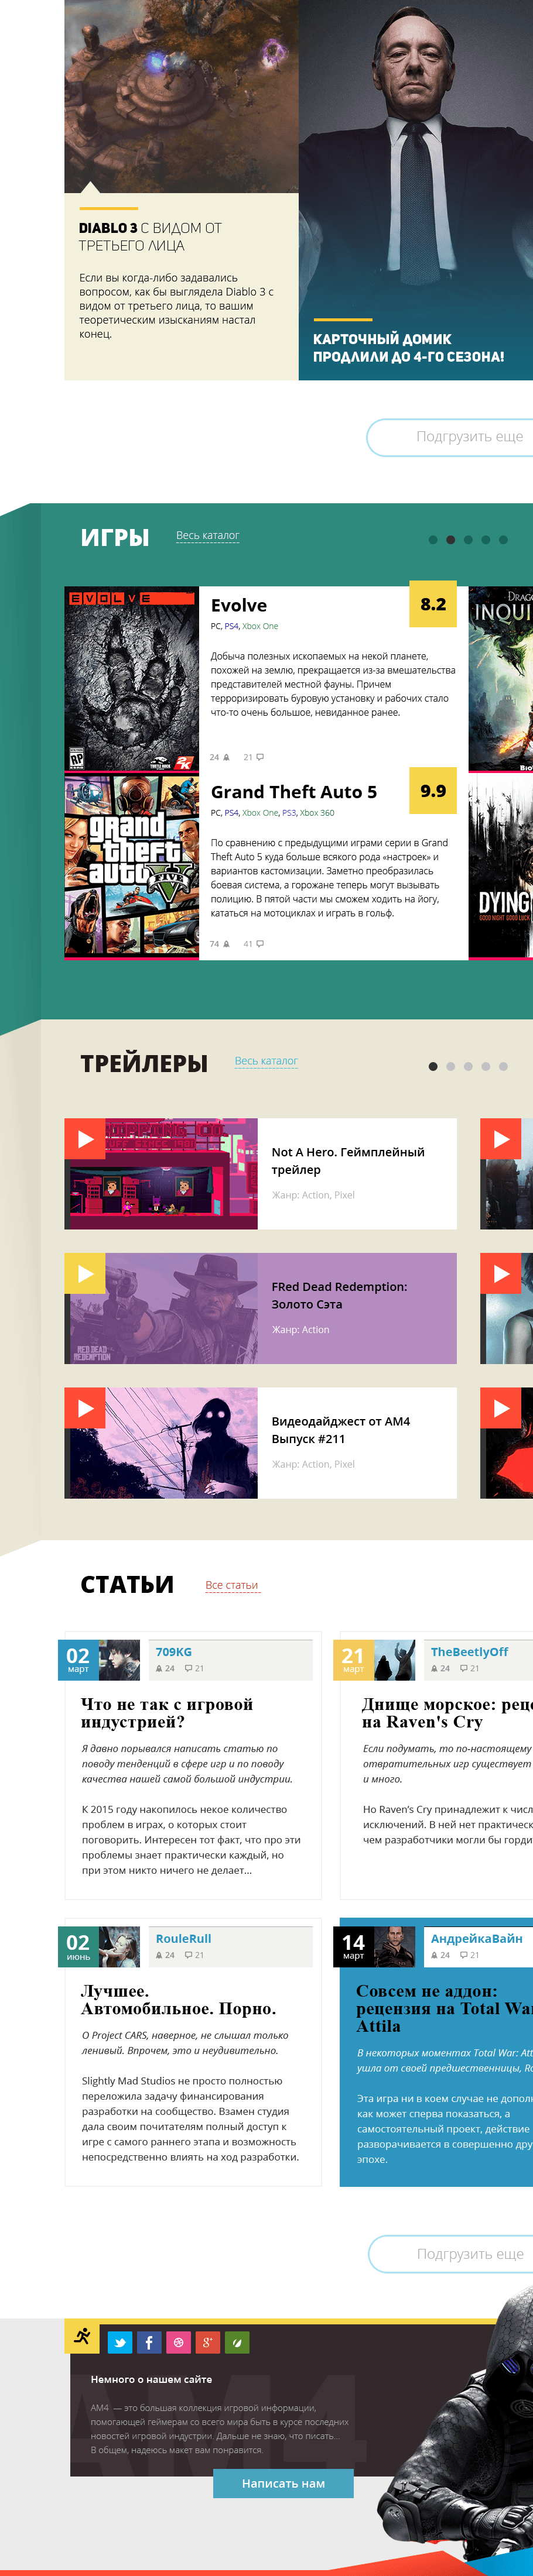 DIABLO 3 С ВИДОМ ОТ
ТРЕТЬЕГО ЛИЦА
Если вы когда-либо задавались
вопросом, как бы выглядела Diablo 3 с
видом от третьего лица, то вашим
теоретическим изысканиям настал
конец.
КАРТОЧНЫЙ ДОМИК
ПРОДЛИЛИ ДО 4-ГО СЕЗОНА!
Подгрузить еще
ИГРЫ
Весь каталог
EVOLVE
RP
2K
Evolve
8.2
PC, PS4, Xbox One
Добыча полезных ископаемых на некой планете,
похожей на землю, прекращается из-за вмешательства
представителей местной фауны. Причем
терроризировать буровую установку и рабочих стало
что-то очень большое, невиданное ранее.
24 21
DRAGO
INQUI
BioW
grand
theft
auto
FIVE
Grand Theft Auto 5
9.9
PC, PS4, Xbox One, PS3, Xbox 360
По сравнению с предыдущими играми серии в Grand
Theft Auto 5 куда больше всякого рода «настроек» и
вариантов кастомизации. Заметно преобразилась
боевая система, а горожане теперь могут вызывать
полицию. В пятой части мы сможем ходить на йогу,
кататься на мотоциклах и играть в гольф.
74 41
DYING
GOOD NIGHT GOOD LUCK
ТРЕЙЛЕРЫ
Весь каталог
Not A Hero. Геймплейный
трейлер
Жанр: Action, Pixel
RED DEAD
REDEMPTION
FRed Dead Redemption:
Золото Сэта
Жанр: Action
Видеодайджест от AM4
Выпуск #211
Жанр: Action, Pixel
СТАТЬИ
Все статьи
02
март
709KG
24 21
Что не так с игровой
индустрией?
Я давно порывался написать статью по
поводу тенденций в сфере игр и по поводу
качества нашей самой большой индустрии.
К 2015 году накопилось некое количество
проблем в играх, о которых стоит
поговорить. Интересен тот факт, что про эти
проблемы знает практически каждый, но
при этом никто ничего не делает...
21
март
TheBeetlyOff
24 21
Днище морское: реце
на Raven's Cry
Если подумать, то по-настоящему
отвратительных игр существует
и много.
Но Raven's Cry принадлежит к числ
исключений. В ней нет практическ
чем разработчики могли бы горди
02
июнь
RouleRull
24 21
Лучшее.
Автомобильное. Порно.
О Project CARS, наверное, не слышал только
ленивый. Впрочем, это и неудивительно.
Slightly Mad Studios не просто полностью
переложила задачу финансирования
разработки на сообщество. Взамен студия
дала своим почитателям полный доступ к
игре с самого раннего этапа и возможность
непосредственно влиять на ход разработки.
14
март
АндрейкаВайн
24 21
Совсем не аддон:
рецензия на Total War
Attila
В некоторых моментах Total War: Att
ушла от своей предшественницы, Ro
Эта игра ни в коем случае не дополн
как может сперва показаться, а
самостоятельный проект, действие
разворачивается в совершенно дру
эпохе.
Подгрузить еще
Немного о нашем сайте
AM4 — это большая коллекция игровой информации,
помогающей геймерам со всего мира быть в курсе последних
новостей игровой индустрии. Дальше не знаю, что писать...
В общем, надеюсь макет вам понравится.
AM4
Написать нам